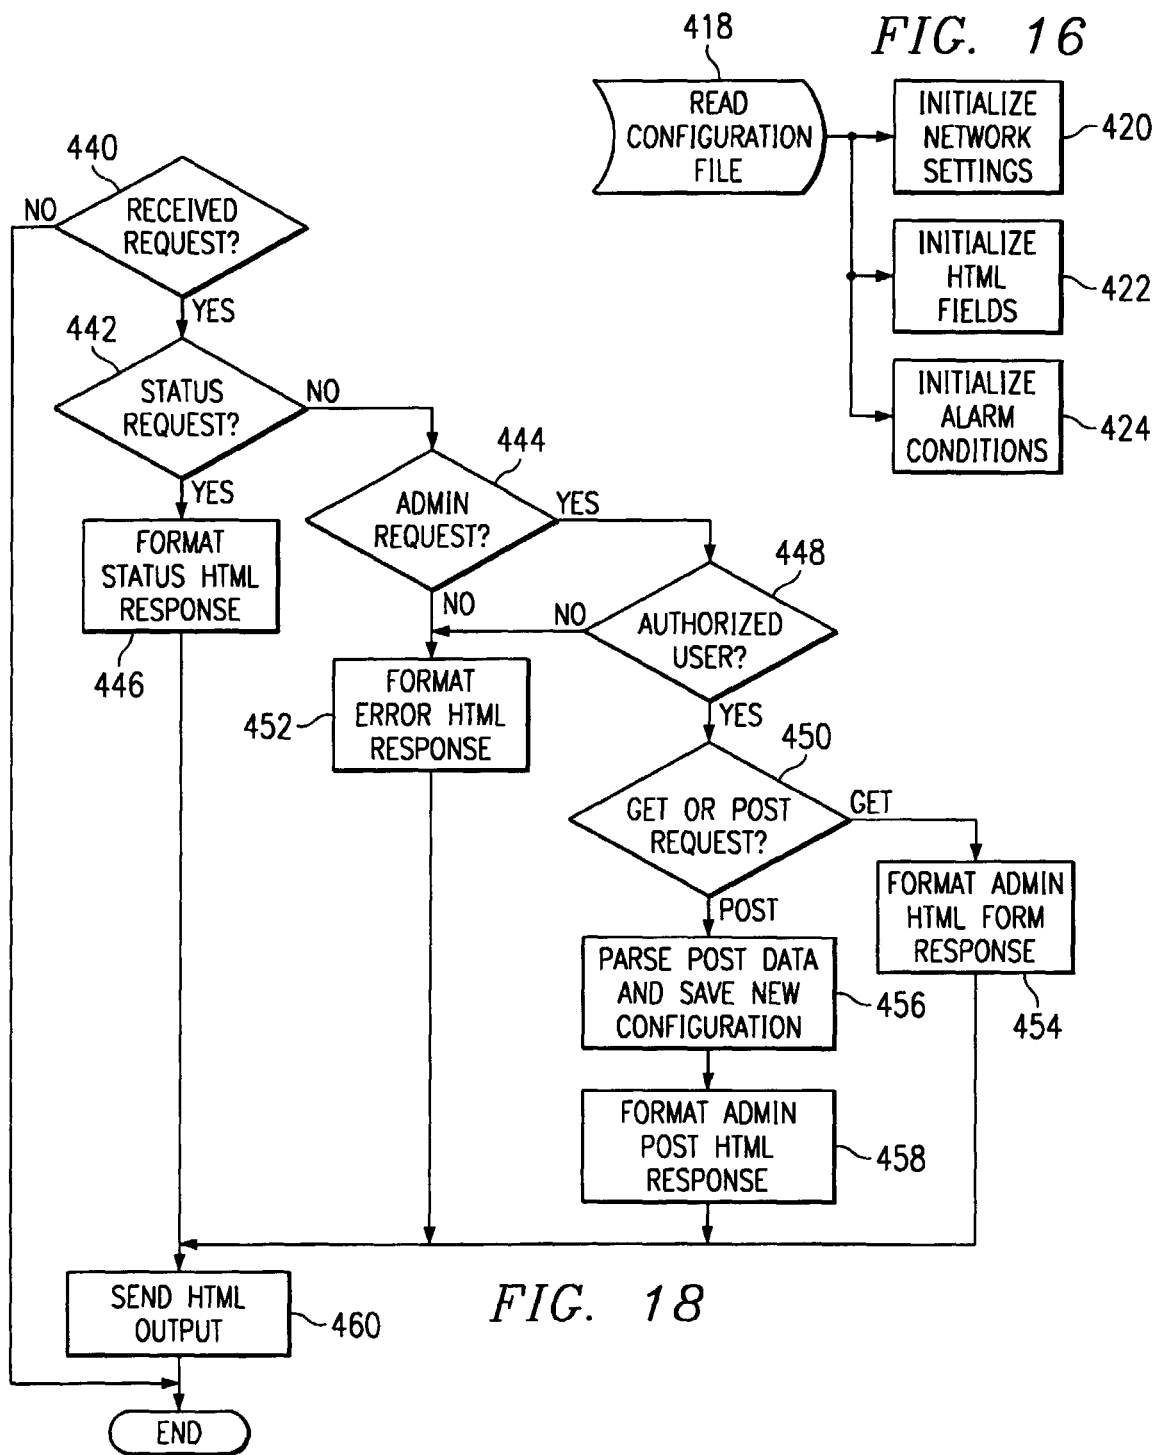 418
FIG. 16
READ
CONFIGURATION
FILE
INITIALIZE
NETWORK
SETTINGS
420
INITIALIZE
HTML
FIELDS
422
INITIALIZE
ALARM
CONDITIONS
424
440
NO
RECEIVED
REQUEST?
YES
442
STATUS
REQUEST?
NO
YES
444
ADMIN
REQUEST?
YES
NO
FORMAT
STATUS HTML
RESPONSE
446
448
NO
AUTHORIZED
USER?
YES
452
FORMAT
ERROR HTML
RESPONSE
450
GET OR POST
REQUEST?
GET
POST
FORMAT ADMIN
HTML FORM
RESPONSE
454
PARSE POST DATA
AND SAVE NEW
CONFIGURATION
456
FORMAT ADMIN
POST HTML
RESPONSE
458
SEND HTML
OUTPUT
460
FIG. 18
END